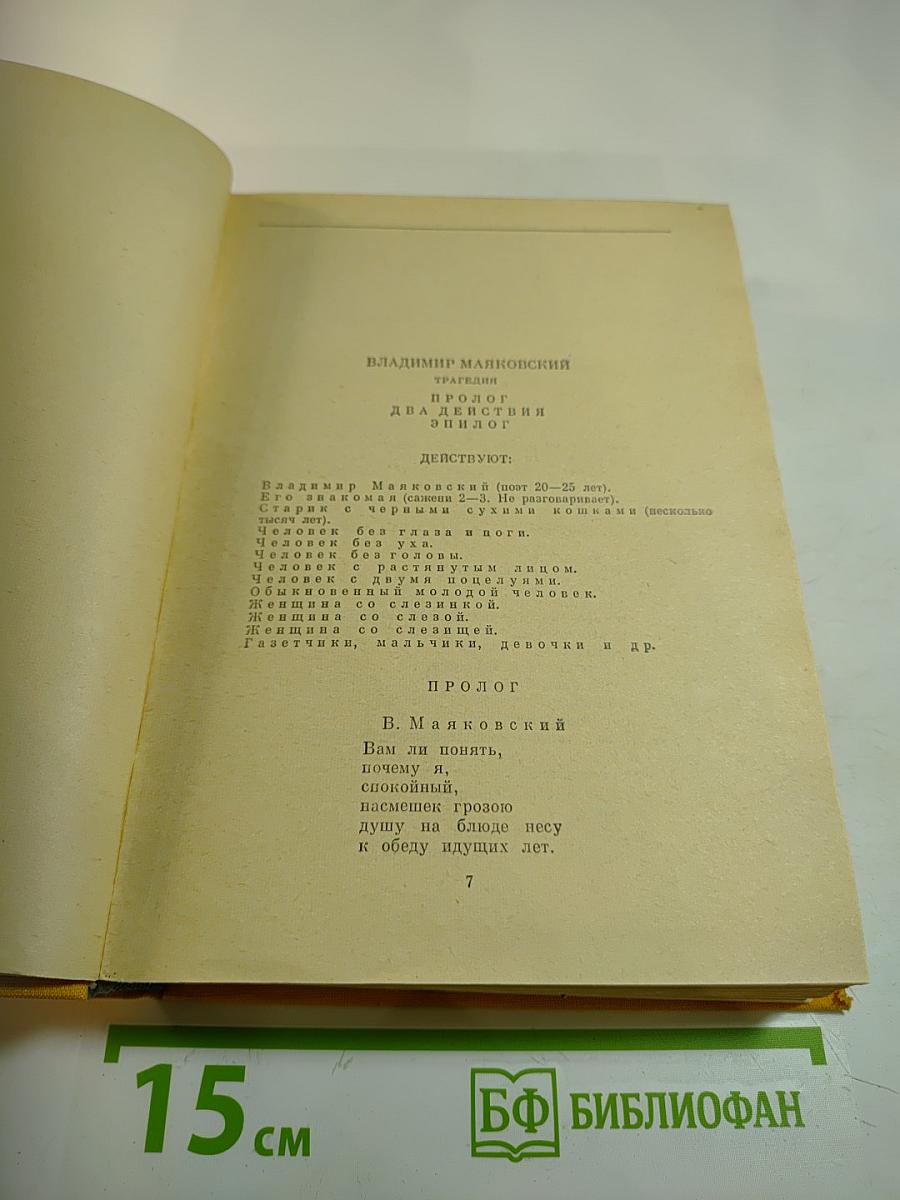 ВЛАДИМИР МАЯКОВСКИЙ
ТРАГЕДИЯ
ПРОЛОГ
ДВА ДЕЙСТВИЯ
ЭПИЛОГ
ДЕЙСТВУЮТ:
Владимир Маяковский (поэт 20—25 лет).
Его знакомая (сажени 2—3. Не разговаривает).
Старик с черными сухими кошками (несколько
тысяч лет).
Человек без глаза и ноги.
Человек без уха.
Человек без головы.
Человек с растянутым лицом.
Человек с двумя поцелуями.
Обыкновенный молодой человек.
Женщина со слезинкой.
Женщина со слезой.
Женщина со слезищей.
Газетчики, мальчики, девочки и др.
ПРОЛОГ
В. Маяковский
Вам ли понять,
почему я,
спокойный,
насмешек грозою
душу на блюде несу
к обеду идущих лет.
7
15 см
БФ БИБЛИОФАН